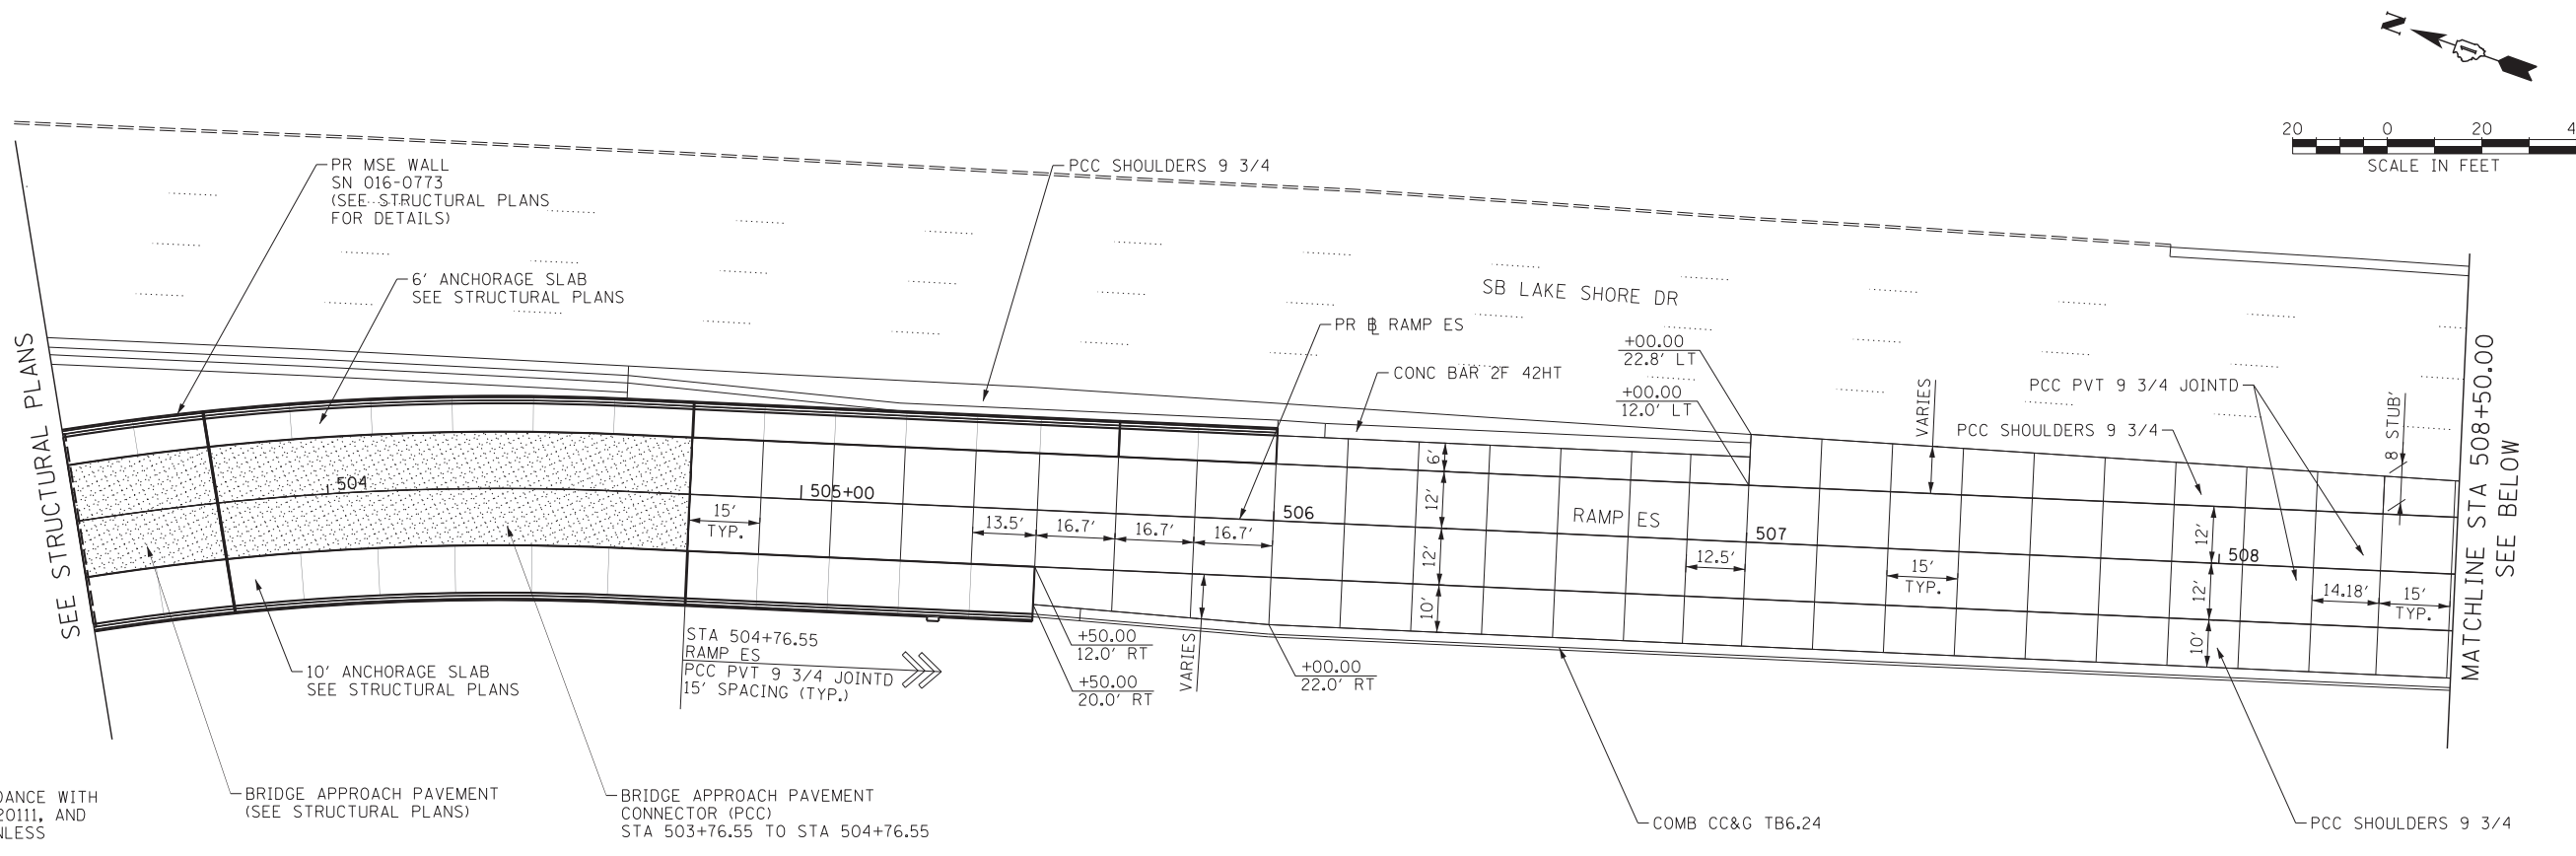 N
20 0 20 4
SCALE IN FEET
PR MSE WALL
SN 016-0773
(SEE STRUCTURAL PLANS
FOR DETAILS)
PCC SHOULDERS 9 3/4
6' ANCHORAGE SLAB
SEE STRUCTURAL PLANS
SB LAKE SHORE DR
PR BL RAMP ES
CONC BAR 2F 42HT
+00.00
22.8' LT
+00.00
12.0' LT
VARIES
PCC PVT 9 3/4 JOINTD
PCC SHOULDERS 9 3/4
8 STUB'
SEE STRUCTURAL PLANS
MATCHLINE STA 508+50.00
SEE BELOW
504
505+00
506
507
508
RAMP ES
15'
TYP.
13.5'
16.7'
16.7'
16.7'
6'
12'
12'
10'
12.5'
15'
TYP.
12'
12'
10'
14.18'
15'
TYP.
STA 504+76.55
RAMP ES
PCC PVT 9 3/4 JOINTD
15' SPACING (TYP.)
+50.00
12.0' RT
+50.00
20.0' RT
VARIES
+00.00
22.0' RT
10' ANCHORAGE SLAB
SEE STRUCTURAL PLANS
DANCE WITH
20111, AND
NLESS
BRIDGE APPROACH PAVEMENT
(SEE STRUCTURAL PLANS)
BRIDGE APPROACH PAVEMENT
CONNECTOR (PCC)
STA 503+76.55 TO STA 504+76.55
COMB CC&G TB6.24
PCC SHOULDERS 9 3/4